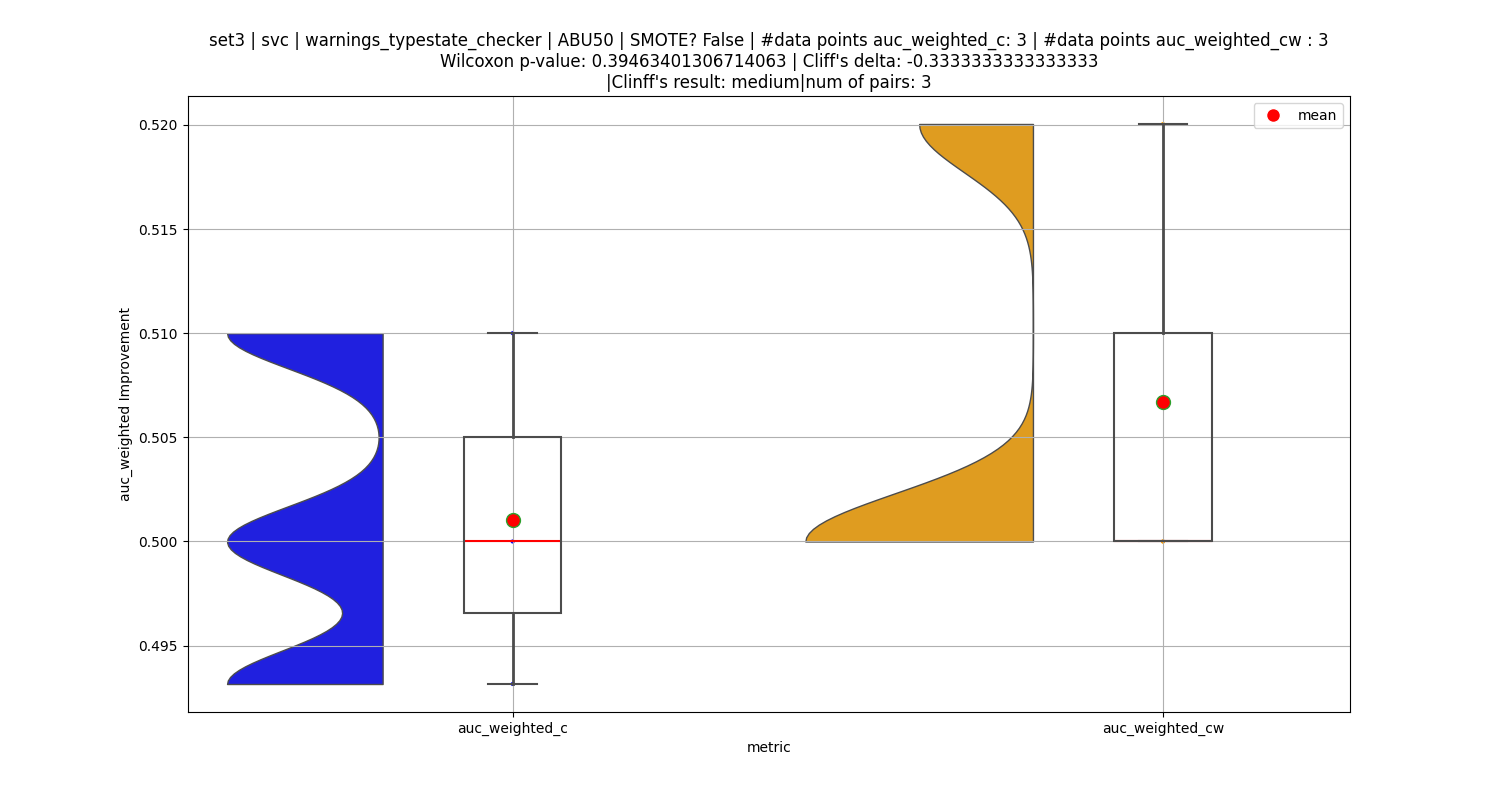 set3 | svc | warnings_typestate_checker | ABU50 | SMOTE? False | #data points auc_weighted_c: 3 | #data points auc_weighted_cw : 3
Wilcoxon p-value: 0.39463401306714063 | Cliff's delta: -0.3333333333333333
|Clinff's result: medium|num of pairs: 3
mean
0.520
0.515
0.510
0.505
0.500
0.495
auc_weighted Improvement
auc_weighted_c
auc_weighted_cw
metric